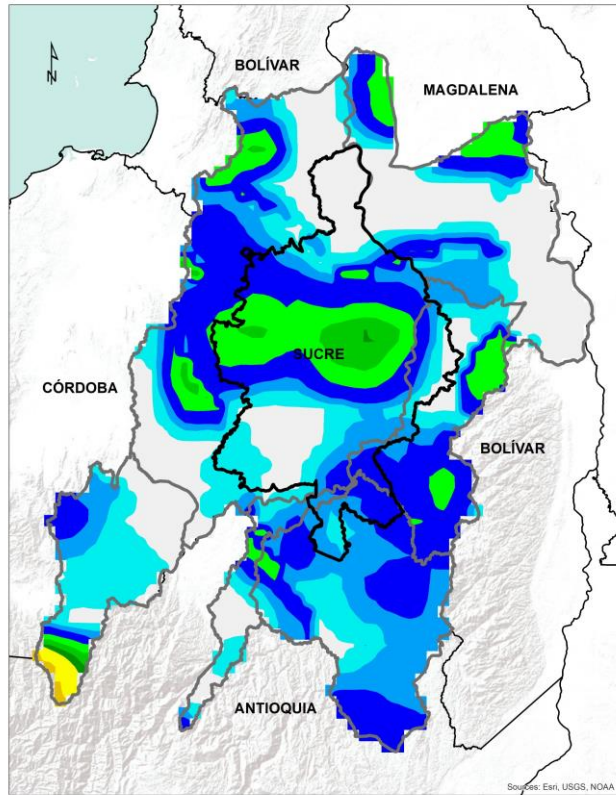 N
BOLÍVAR
MAGDALENA
SUCRE
CÓRDOBA
BOLÍVAR
ANTIOQUIA
Sources: Esri, USGS, NOAA